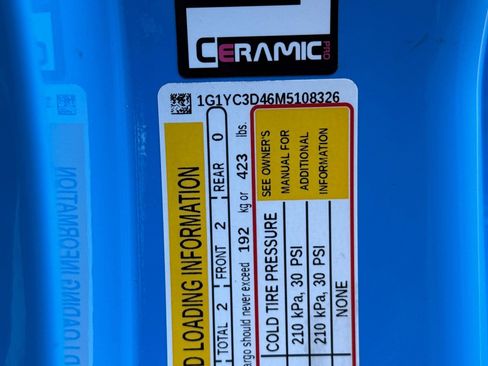 CERAMIC PRO
1G1YC3D46M5108326
D LOADING INFORMATION
TOTAL 2 FRONT 2 REAR 0
argo should never exceed 192 kg or 423 lbs.
COLD TIRE PRESSURE
210 kPa, 30 PSI
210 kPa, 30 PSI
NONE
SEE OWNER'S
MANUAL FOR
ADDITIONAL
INFORMATION